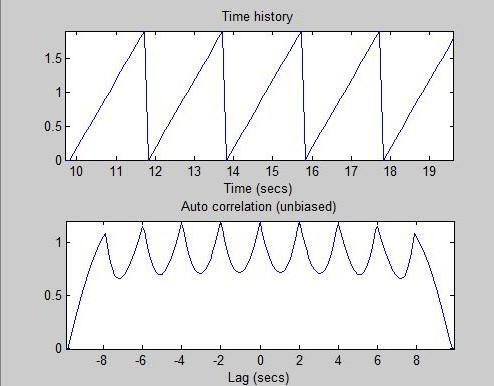 Time history
1.5
1
0.5
0
10 11 12 13 14 15 16 17 18 19
Time (secs)
Auto correlation (unbiased)
1
0.5
0
-8 -6 -4 -2 0 2 4 6 8
Lag (secs)